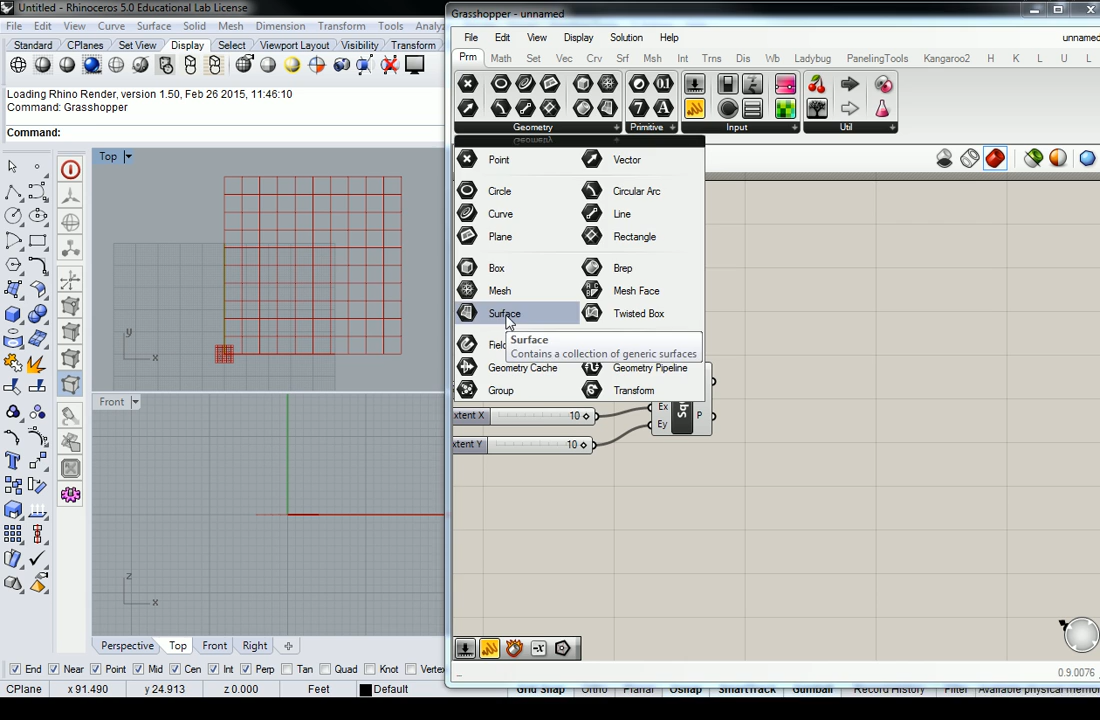 Untitled - Rhinoceros 5.0 Educational Lab License
File Edit View Curve Surface Solid Mesh Dimension Transform Tools Analy
Standard CPlanes Set View Display Select Viewport Layout Visibility Transform
Loading Rhino Render, version 1.50, Feb 26 2015, 11:46:10
Command: Grasshopper
Command:
Top
y
x
Front
z
x
Perspective Top Front Right
End Near Point Mid Cen Int Perp Tan Quad Knot Vertex
CPlane x 91.490 y 24.913 z 0.000 Feet Default
Grid Snap Ortho Planar Osnap SmartTrack Gumball Record History Filter Available physical memory
Grasshopper - unnamed
File Edit View Display Solution Help unnamed
Prm Math Set Vec Crv Srf Msh Int Trns Dis Wb Ladybug PanelingTools Kangaroo2 H K L U L
Geometry Primitive Input Util
Geometry
Point Vector
Circle Circular Arc
Curve Line
Plane Rectangle
Box Brep
Mesh Mesh Face
Surface Twisted Box
Surface
Contains a collection of generic surfaces
Geometry Cache Geometry Pipeline
Group Transform
xtent X 10
xtent Y 10
Ex
Ey
P
0.9.0076